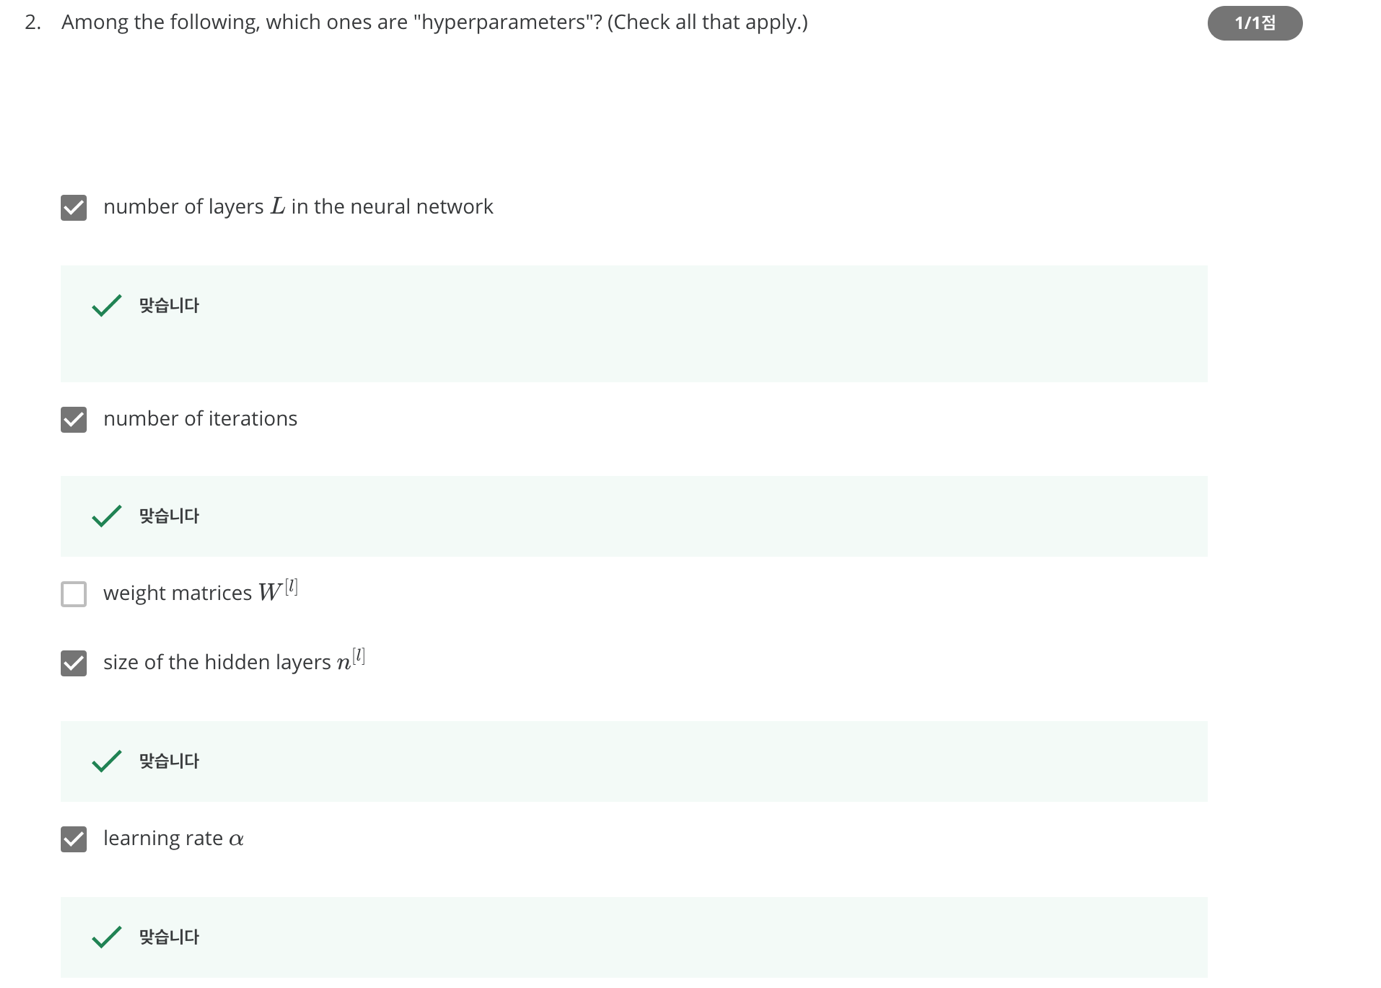 2. Among the following, which ones are "hyperparameters"? (Check all that apply.)
1/1점
number of layers L in the neural network
맞습니다
number of iterations
맞습니다
weight matrices W^[l]
size of the hidden layers n^[l]
맞습니다
learning rate α
맞습니다